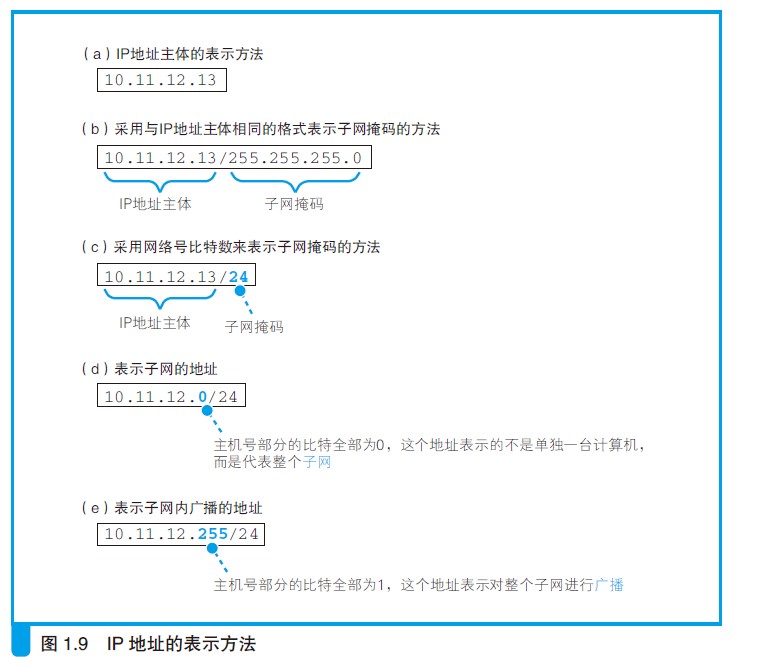 （a）IP地址主体的表示方法
10.11.12.13
（b）采用与IP地址主体相同的格式表示子网掩码的方法
10.11.12.13/255.255.255.0
IP地址主体 子网掩码
（c）采用网络号比特数来表示子网掩码的方法
10.11.12.13/24
IP地址主体 子网掩码
（d）表示子网的地址
10.11.12.0/24
主机号部分的比特全部为0，这个地址表示的不是单独一台计算机，
而是代表整个子网
（e）表示子网内广播的地址
10.11.12.255/24
主机号部分的比特全部为1，这个地址表示对整个子网进行广播
图 1.9 IP 地址的表示方法